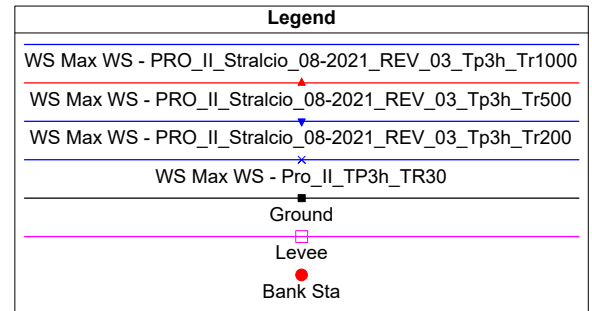 Legend
WS Max WS - PRO_II_Stralcio_08-2021_REV_03_Tp3h_Tr1000
WS Max WS - PRO_II_Stralcio_08-2021_REV_03_Tp3h_Tr500
WS Max WS - PRO_II_Stralcio_08-2021_REV_03_Tp3h_Tr200
WS Max WS - Pro_II_TP3h_TR30
Ground
Levee
Bank Sta